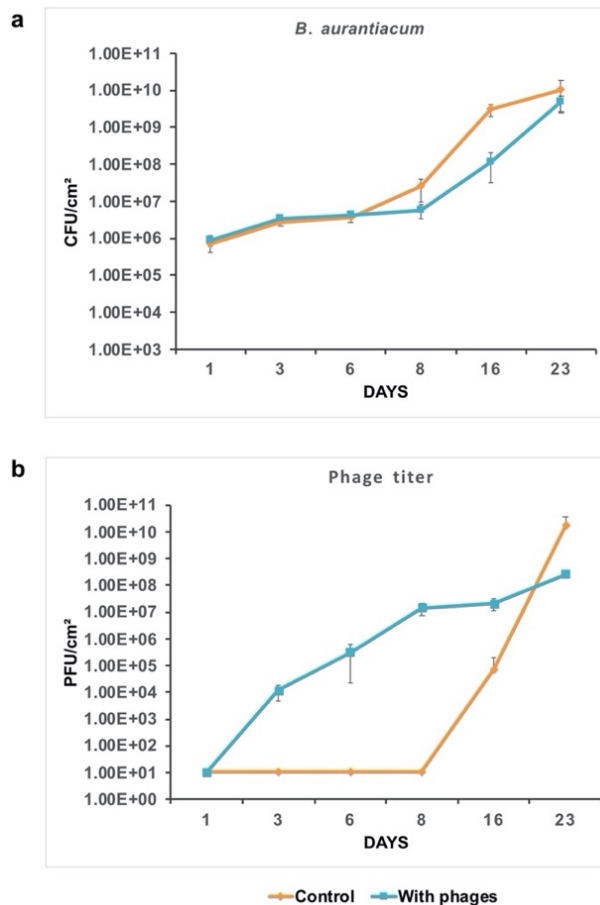 a
B. aurantiacum
1.00E+11
1.00E+10
1.00E+09
1.00E+08
1.00E+07
1.00E+06
1.00E+05
1.00E+04
1.00E+03
CFU/cm²
1 3 6 8 16 23
DAYS
b
Phage titer
1.00E+11
1.00E+10
1.00E+09
1.00E+08
1.00E+07
1.00E+06
1.00E+05
1.00E+04
1.00E+03
1.00E+02
1.00E+01
1.00E+00
PFU/cm²
1 3 6 8 16 23
DAYS
Control With phages